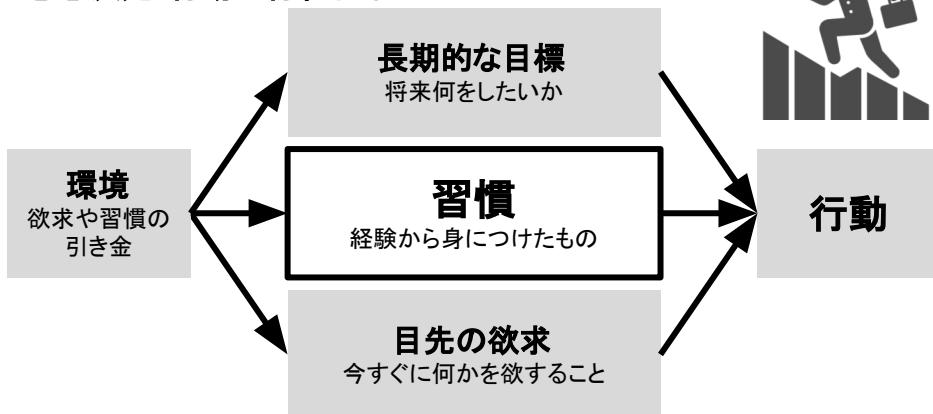 長期的な目標
将来何をしたいか
環境
欲求や習慣の
引き金
習慣
経験から身につけたもの
行動
目先の欲求
今すぐに何かを欲すること